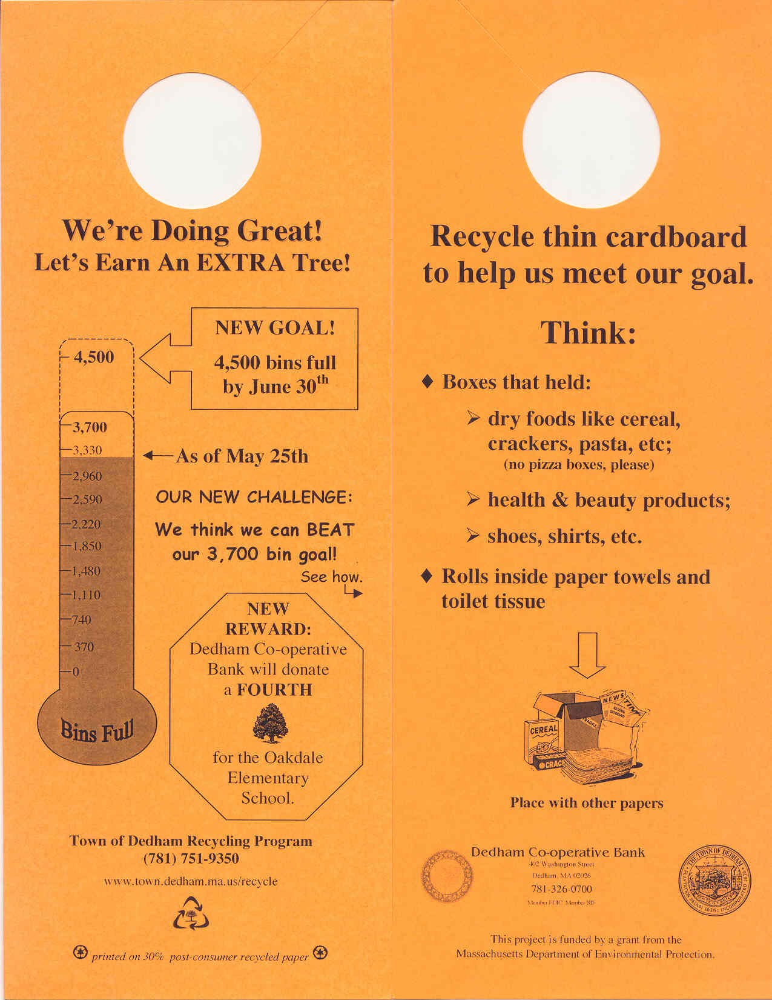 We're Doing Great!
Let's Earn An EXTRA Tree!
NEW GOAL!
4,500 bins full
by June 30th
4,500
3,700
3,330
2,960
2,590
2,220
1,850
1,480
1,110
740
370
0
Bins Full
As of May 25th
OUR NEW CHALLENGE:
We think we can BEAT
our 3,700 bin goal!
See how.
NEW
REWARD:
Dedham Co-operative
Bank will donate
a FOURTH
for the Oakdale
Elementary
School.
Town of Dedham Recycling Program
(781) 751-9350
www.town.dedham.ma.us/recycle
printed on 30% post-consumer recycled paper
Recycle thin cardboard
to help us meet our goal.
Think:
♦ Boxes that held:
➢ dry foods like cereal,
crackers, pasta, etc;
(no pizza boxes, please)
➢ health & beauty products;
➢ shoes, shirts, etc.
♦ Rolls inside paper towels and
toilet tissue
NEWS
TIME
NATIONAL
GEOGRAPHIC
FRAGILE
CEREAL
CRAC
Place with other papers
Dedham Co-operative Bank
402 Washington Street
Dedham, MA 02026
781-326-0700
Member FDIC Member SIF
THE TOWN OF DEDHAM
PLANTATION BEGUN 1635: INCORPORATED 1636
This project is funded by a grant from the
Massachusetts Department of Environmental Protection.